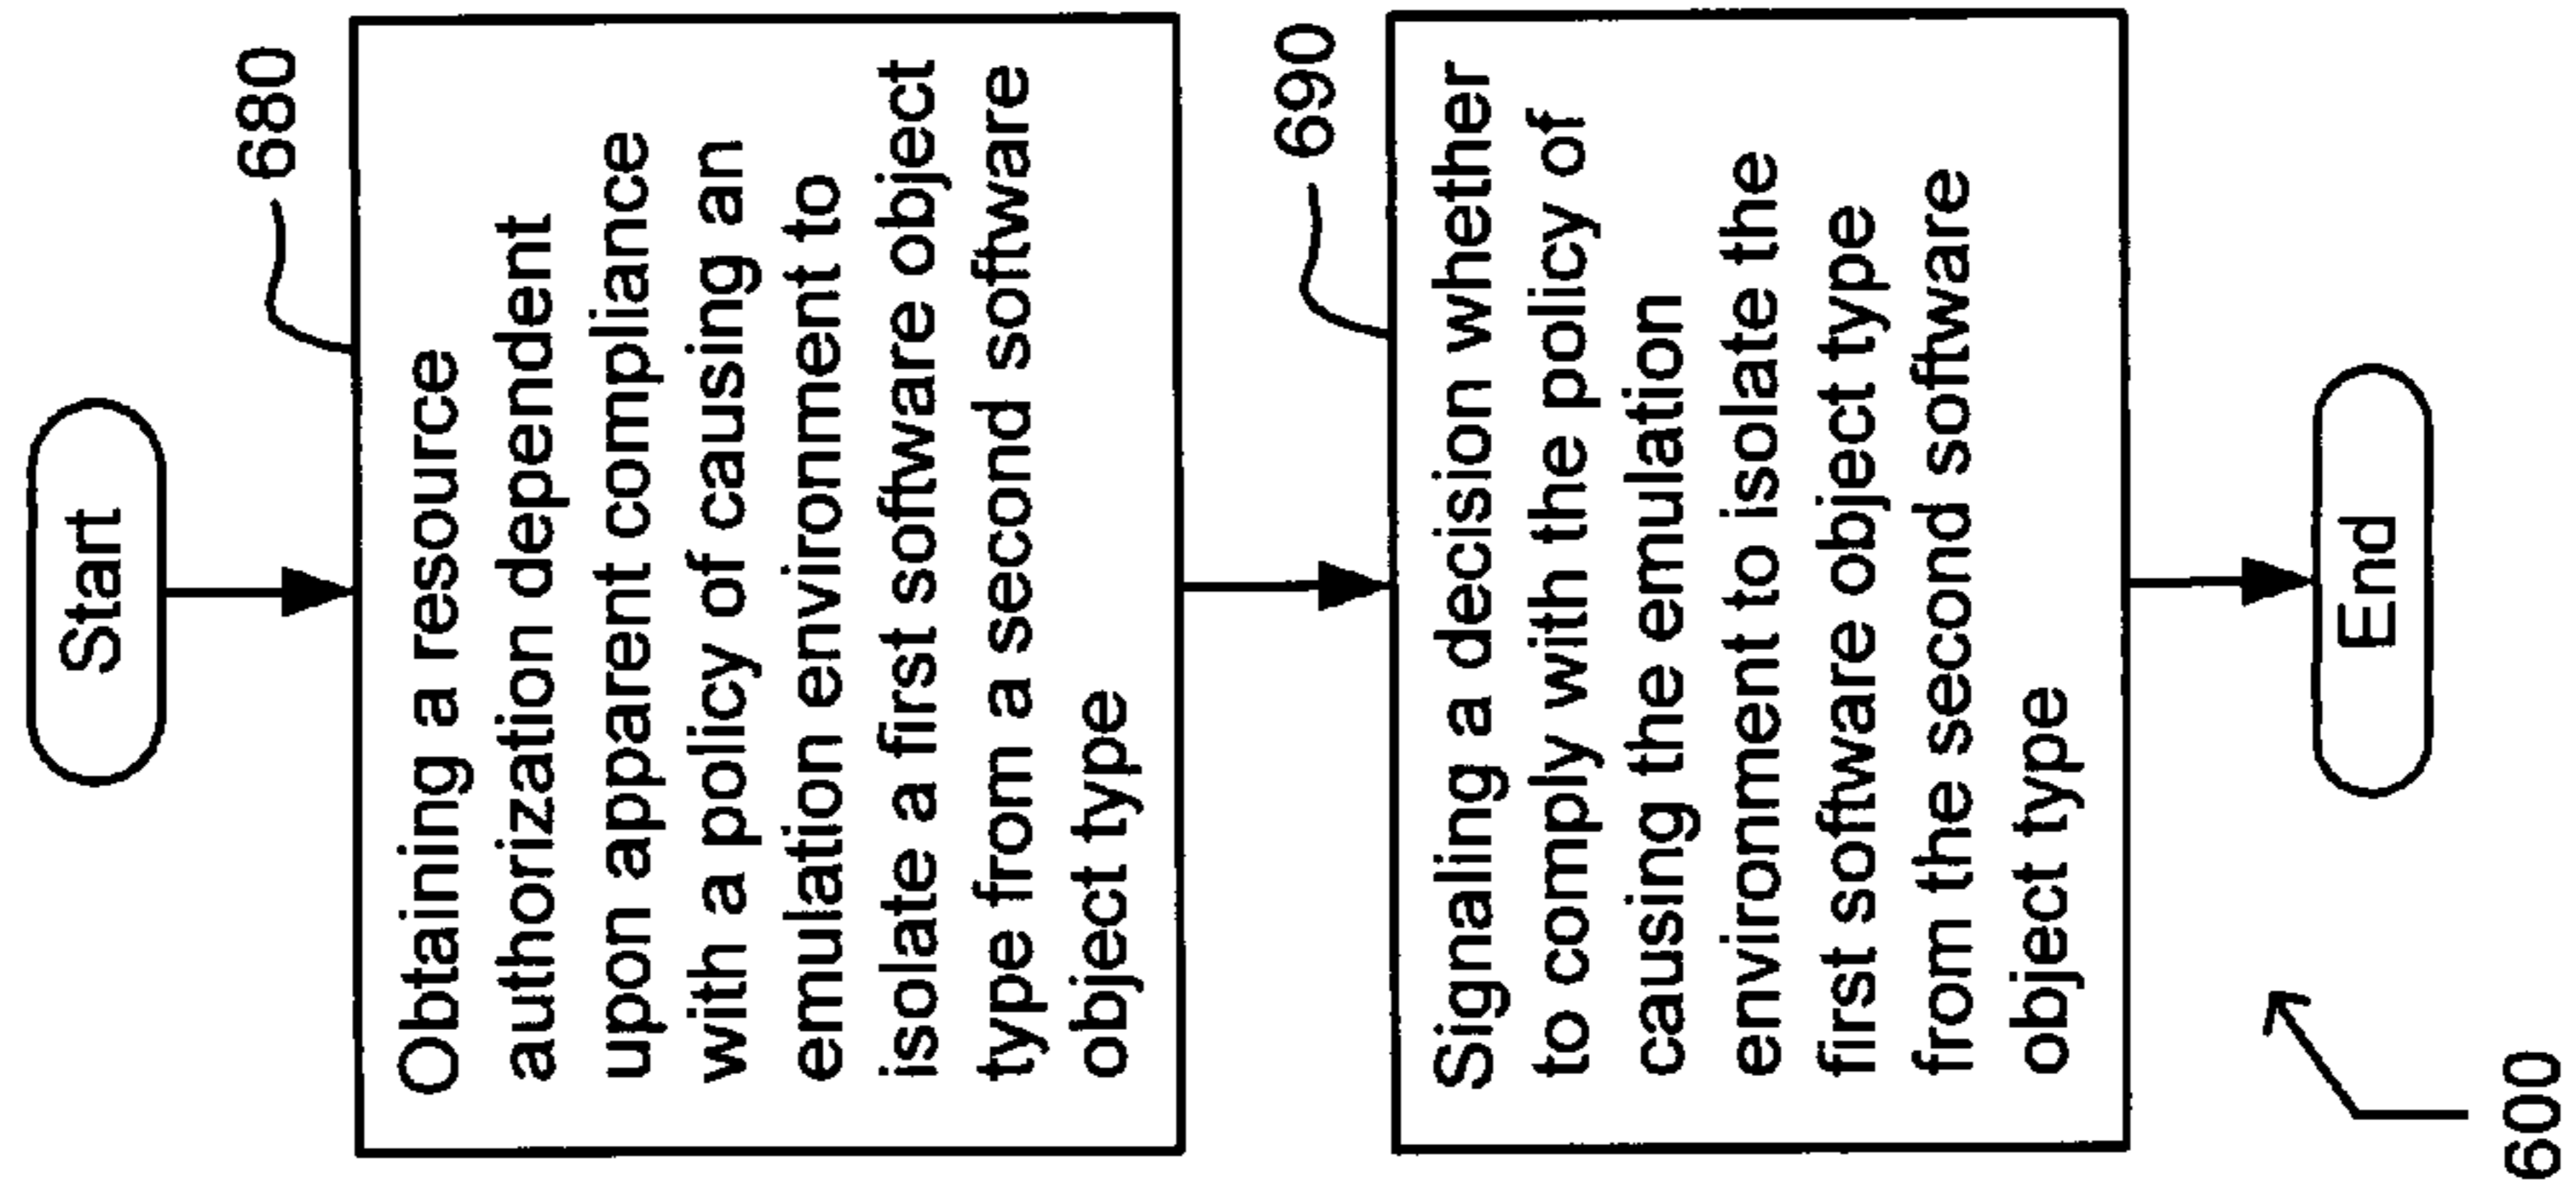 Start
680
Obtaining a resource
authorization dependent
upon apparent compliance
with a policy of causing an
emulation environment to
isolate a first software object
type from a second software
object type
690
Signaling a decision whether
to comply with the policy of
causing the emulation
environment to isolate the
first software object type
from the second software
object type
End
600